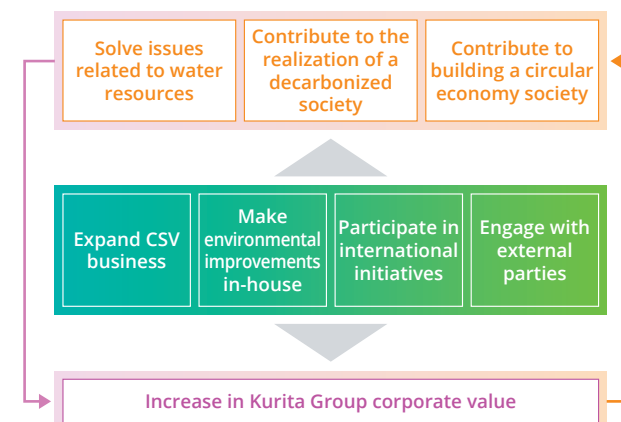 Solve issues
related to water
resources
Contribute to the
realization of a
decarbonized
society
Contribute to
building a circular
economy society
Expand CSV
business
Make
environmental
improvements
in-house
Participate in
international
initiatives
Engage with
external
parties
Increase in Kurita Group corporate value